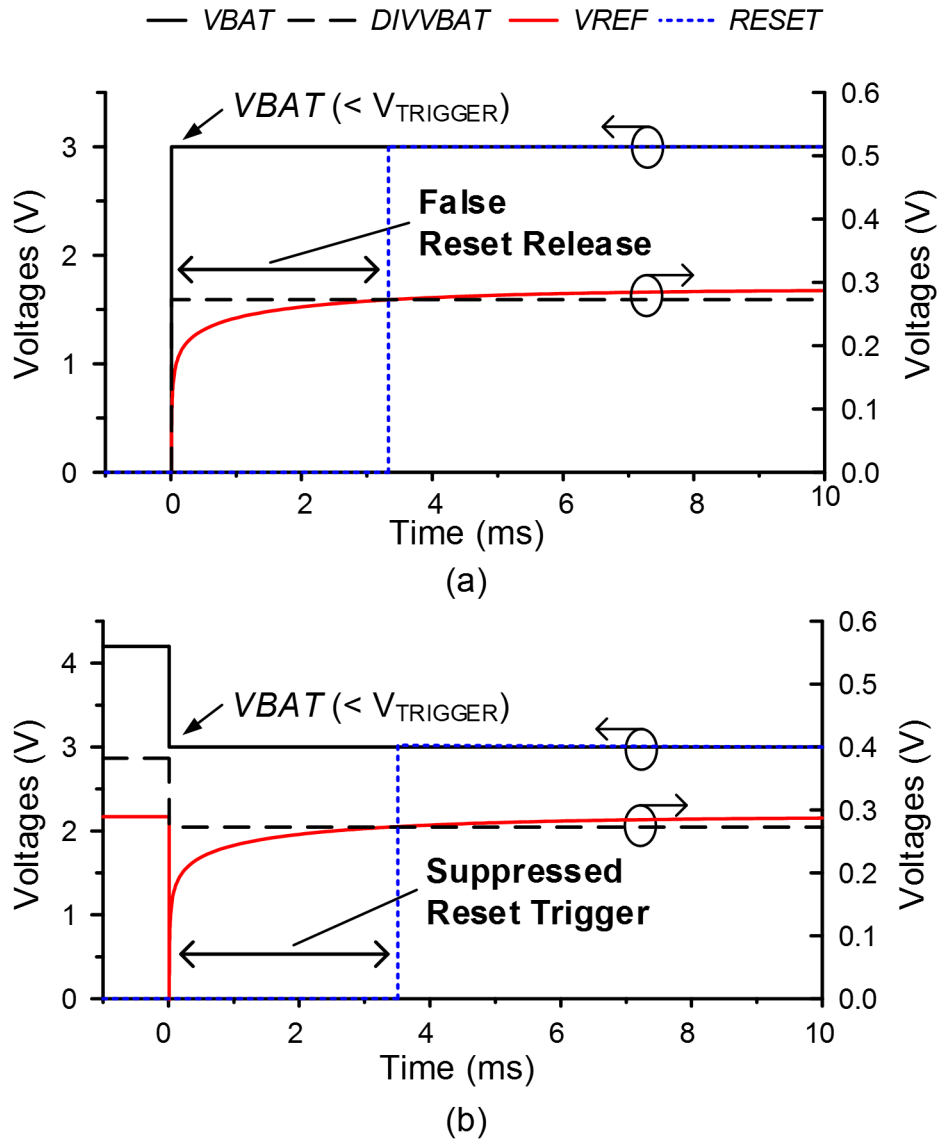 VBAT DIVVBAT VREF RESET
VBAT (< VTRIGGER)
False
Reset Release
Voltages (V)
3
2
1
0
Voltages (V)
0.6
0.5
0.4
0.3
0.2
0.1
0.0
0 2 4 6 8 10
Time (ms)
(a)
VBAT (< VTRIGGER)
Suppressed
Reset Trigger
Voltages (V)
4
3
2
1
0
Voltages (V)
0.6
0.5
0.4
0.3
0.2
0.1
0.0
0 2 4 6 8 10
Time (ms)
(b)